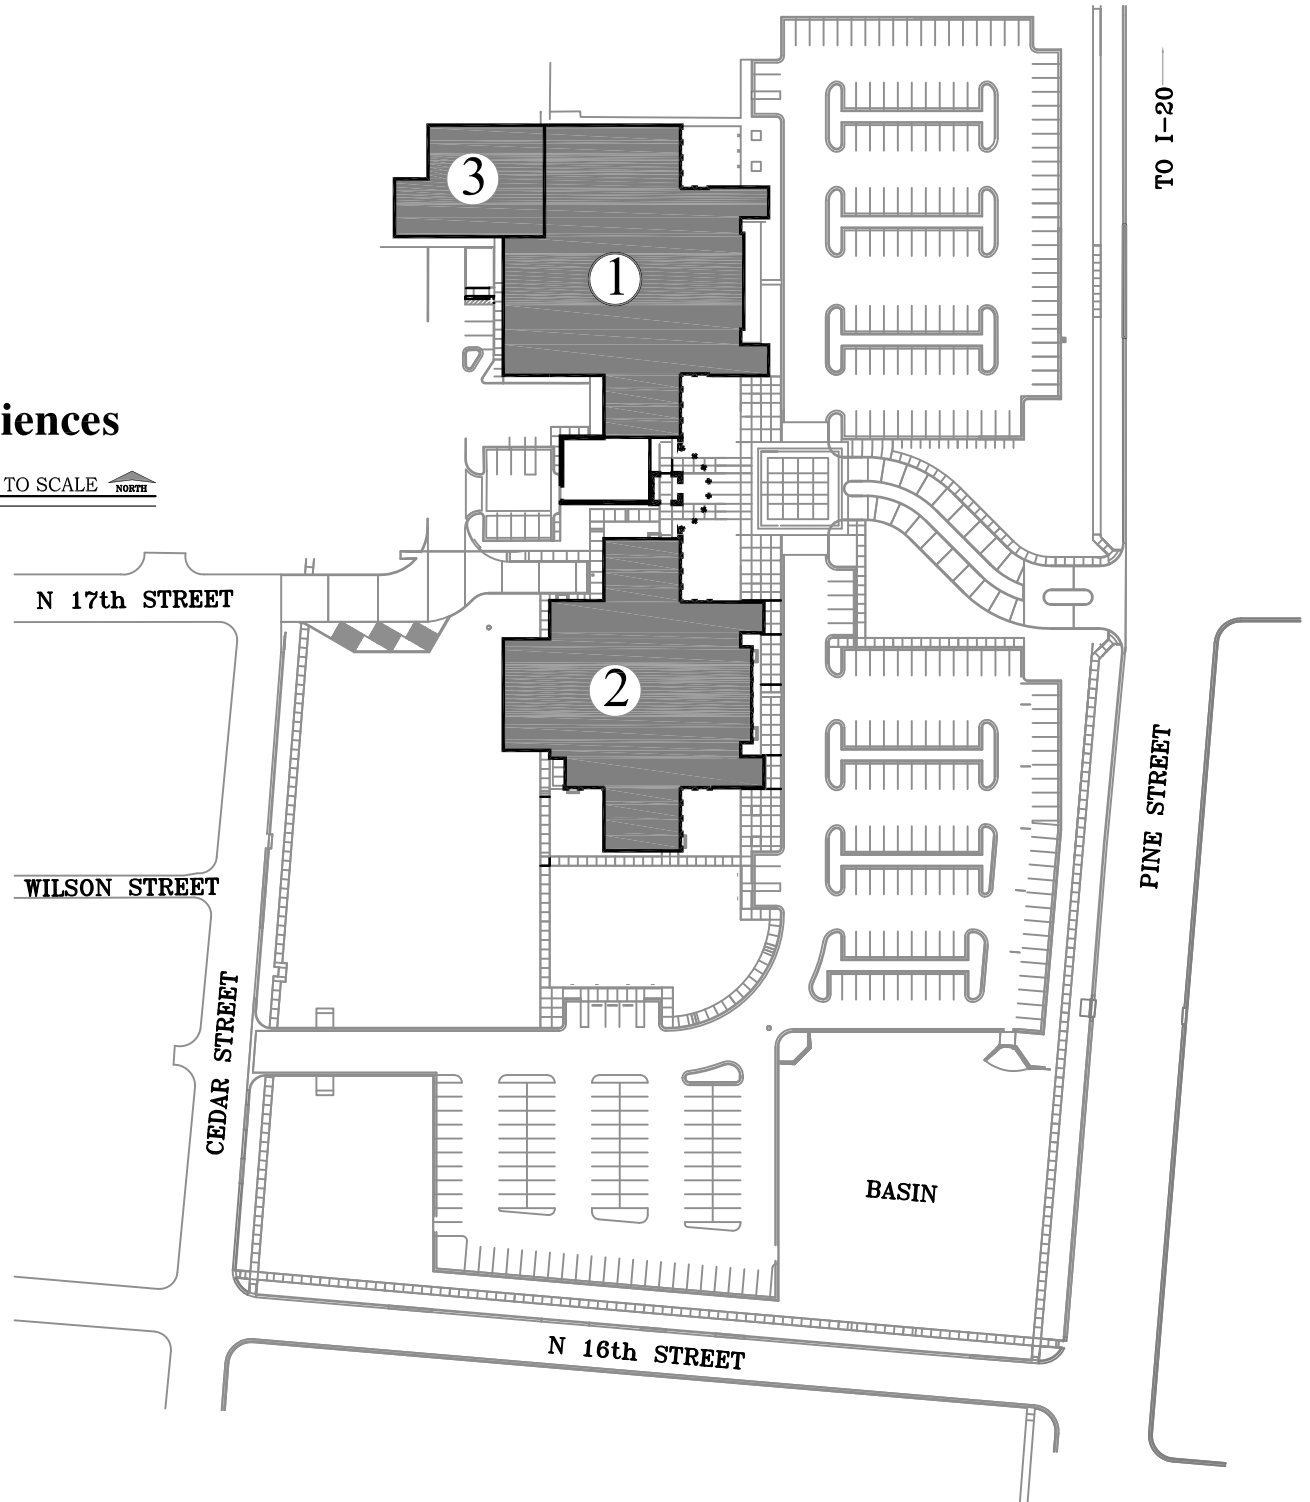 TO I-20
3
1
iences
TO SCALE
NORTH
N 17th STREET
2
PINE STREET
WILSON STREET
CEDAR STREET
BASIN
N 16th STREET